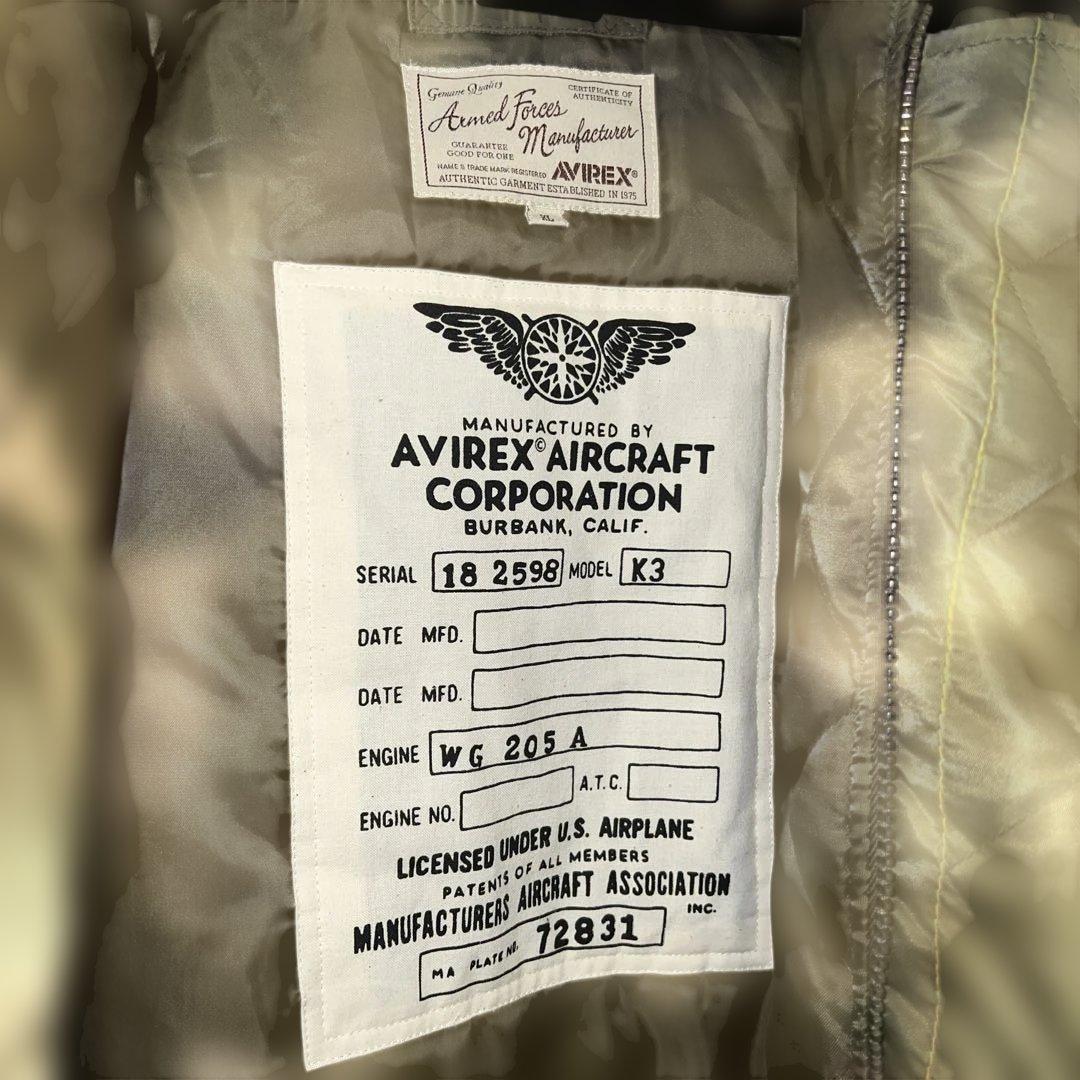 Genuine Quality
CERTIFICATE OF
AUTHENTICITY
Armed Forces
Manufacturer
GUARANTEE
GOOD FOR ONE
NAME & TRADE MARK REGISTERED AVIREX®
AUTHENTIC GARMENT ESTABLISHED IN 1975
XL
MANUFACTURED BY
AVIREX© AIRCRAFT
CORPORATION
BURBANK, CALIF.
SERIAL 18 2598 MODEL K3
DATE MFD.
DATE MFD.
ENGINE WG 205 A
ENGINE NO. A.T.C.
LICENSED UNDER U.S. AIRPLANE
PATENTS OF ALL MEMBERS
MANUFACTURERS AIRCRAFT ASSOCIATION
INC.
MA PLATE NO. 72831